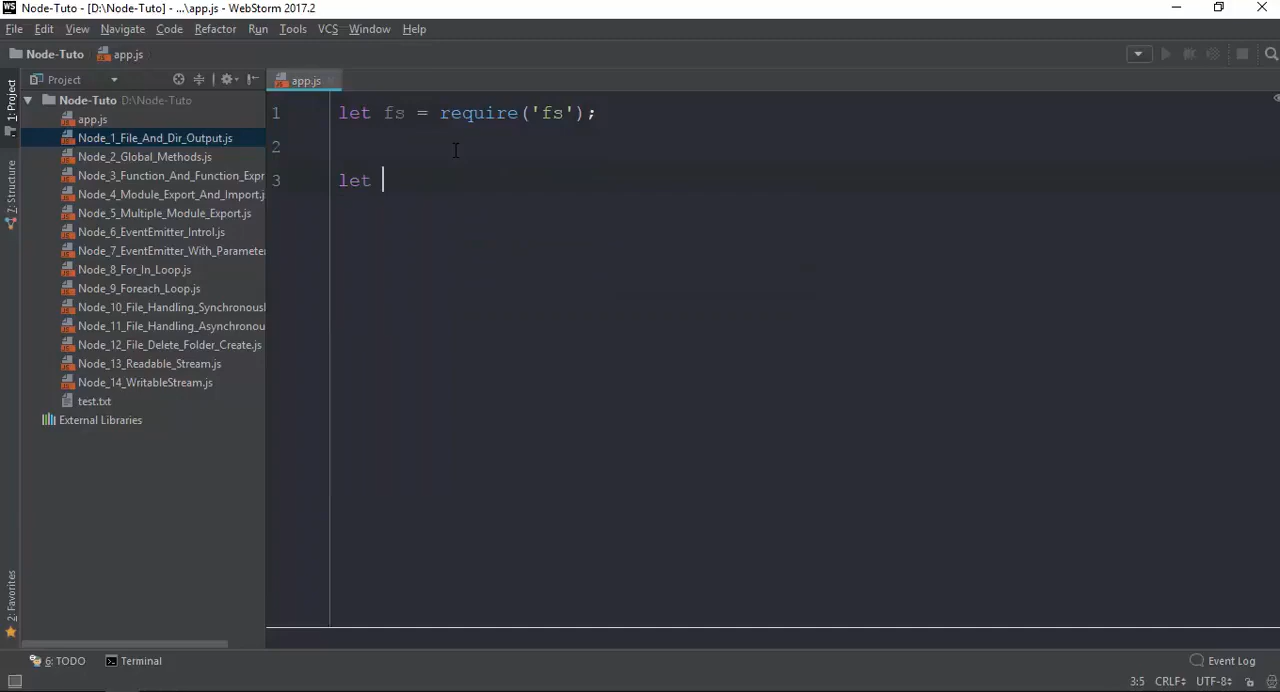 WS Node-Tuto - [D:\Node-Tuto] - ...\app.js - WebStorm 2017.2
File Edit View Navigate Code Refactor Run Tools VCS Window Help
Node-Tuto app.js
Project app.js
1: Project
Node-Tuto D:\Node-Tuto
app.js
Node_1_File_And_Dir_Output.js
Node_2_Global_Methods.js
Node_3_Function_And_Function_Expr
Node_4_Module_Export_And_Import.j
Node_5_Multiple_Module_Export.js
Node_6_EventEmitter_Introl.js
Node_7_EventEmitter_With_Parameter
Node_8_For_In_Loop.js
Node_9_Foreach_Loop.js
Node_10_File_Handling_Synchronousl
Node_11_File_Handling_Asynchronou
Node_12_File_Delete_Folder_Create.js
Node_13_Readable_Stream.js
Node_14_WritableStream.js
test.txt
External Libraries
7: Structure
2: Favorites
1 let fs = require('fs');
2
3 let
6: TODO Terminal Event Log
3:5 CRLF UTF-8